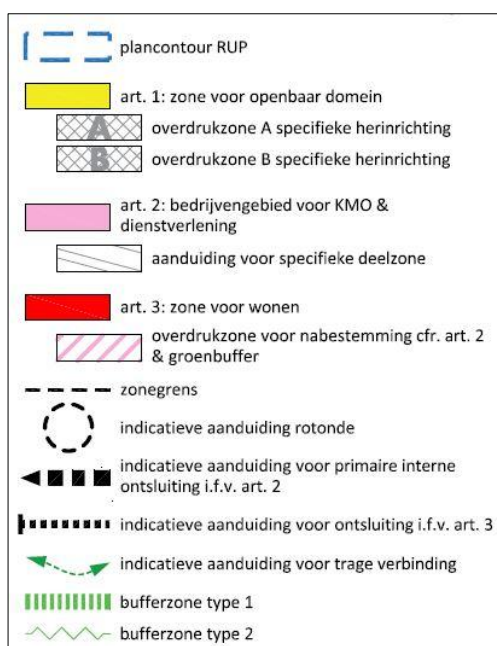 plancontour RUP
art. 1: zone voor openbaar domein
A overdrukzone A specifieke herinrichting
B overdrukzone B specifieke herinrichting
art. 2: bedrijvengebied voor KMO &
dienstverlening
aanduiding voor specifieke deelzone
art. 3: zone voor wonen
overdrukzone voor nabestemming cfr. art. 2
& groenbuffer
zonegrens
indicatieve aanduiding rotonde
indicatieve aanduiding voor primaire interne
ontsluiting i.f.v. art. 2
indicatieve aanduiding voor ontsluiting i.f.v. art. 3
indicatieve aanduiding voor trage verbinding
bufferzone type 1
bufferzone type 2